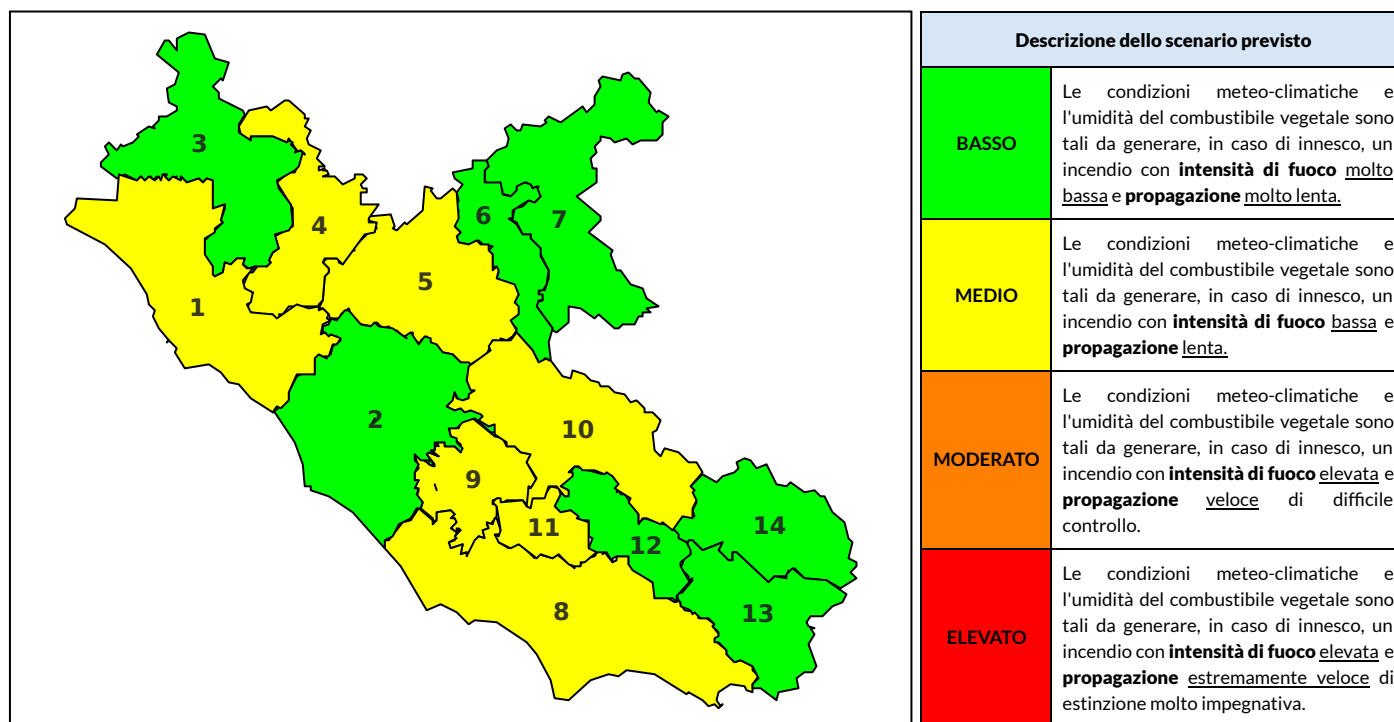 3
4
6
7
5
1
2
10
9
11
12
14
8
13
Descrizione dello scenario previsto
BASSO
Le condizioni meteo-climatiche e
l'umidità del combustibile vegetale sono
tali da generare, in caso di innesco, un
incendio con intensità di fuoco molto
bassa e propagazione molto lenta.
MEDIO
Le condizioni meteo-climatiche e
l'umidità del combustibile vegetale sono
tali da generare, in caso di innesco, un
incendio con intensità di fuoco bassa e
propagazione lenta.
MODERATO
Le condizioni meteo-climatiche e
l'umidità del combustibile vegetale sono
tali da generare, in caso di innesco, un
incendio con intensità di fuoco elevata e
propagazione veloce di difficile
controllo.
ELEVATO
Le condizioni meteo-climatiche e
l'umidità del combustibile vegetale sono
tali da generare, in caso di innesco, un
incendio con intensità di fuoco elevata e
propagazione estremamente veloce di
estinzione molto impegnativa.